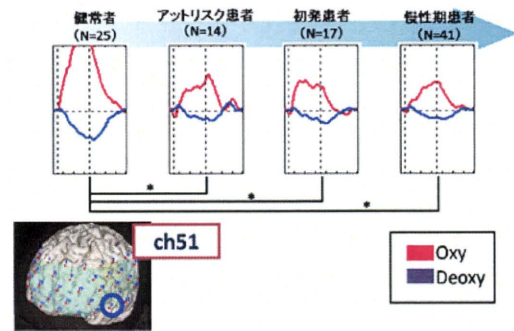 健常者
(N=25)
アットリスク患者
(N=14)
初発患者
(N=17)
慢性期患者
(N=41)
*
*
*
ch51
Oxy
Deoxy